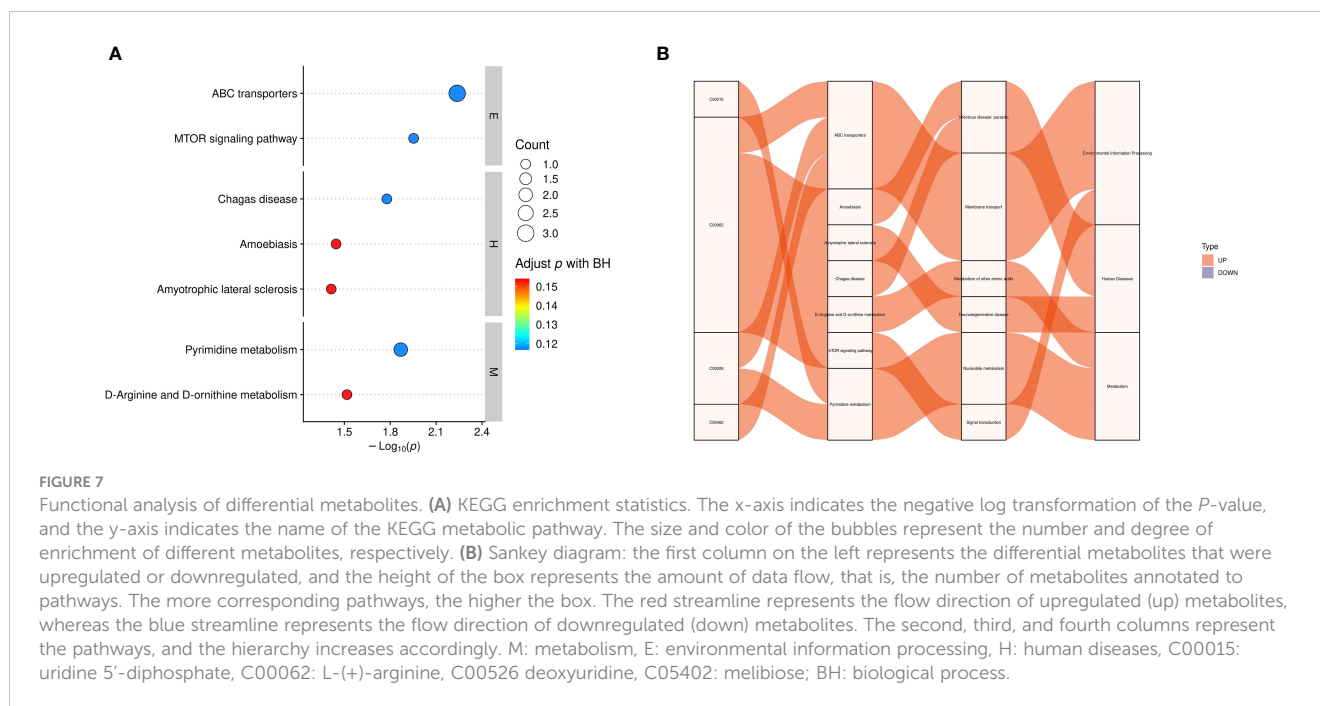 A
ABC transporters
MTOR signaling pathway
E
Chagas disease
Amoebiasis
Amyotrophic lateral sclerosis
H
Pyrimidine metabolism
D-Arginine and D-ornithine metabolism
M
1.5 1.8 2.1 2.4
−Log10(p)
Count
1.0
1.5
2.0
2.5
3.0
Adjust p with BH
0.15
0.14
0.13
0.12
B
C00015
C00062
C00526
C05402
ABC transporters
Amoebiasis
Amyotrophic lateral sclerosis
Chagas disease
D-Arginine and D-ornithine metabolism
MTOR signaling pathway
Pyrimidine metabolism
Infectious disease: parasitic
Membrane transport
Metabolism of other amino acids
Neurodegenerative disease
Nucleotide metabolism
Signal transduction
Environmental Information Processing
Human Diseases
Metabolism
Type
UP
DOWN
FIGURE 7
Functional analysis of differential metabolites. (A) KEGG enrichment statistics. The x-axis indicates the negative log transformation of the P-value,
and the y-axis indicates the name of the KEGG metabolic pathway. The size and color of the bubbles represent the number and degree of
enrichment of different metabolites, respectively. (B) Sankey diagram: the first column on the left represents the differential metabolites that were
upregulated or downregulated, and the height of the box represents the amount of data flow, that is, the number of metabolites annotated to
pathways. The more corresponding pathways, the higher the box. The red streamline represents the flow direction of upregulated (up) metabolites,
whereas the blue streamline represents the flow direction of downregulated (down) metabolites. The second, third, and fourth columns represent
the pathways, and the hierarchy increases accordingly. M: metabolism, E: environmental information processing, H: human diseases, C00015:
uridine 5′-diphosphate, C00062: L-(+)-arginine, C00526 deoxyuridine, C05402: melibiose; BH: biological process.